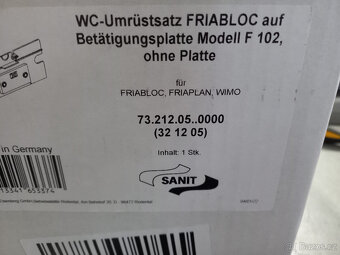 WC-Umrüstsatz FRIABLOC auf
Betätigungsplatte Modell F 102,
ohne Platte
für
FRIABLOC, FRIAPLAN, WIMO
73.212.05..0000
(32 12 05)
in Germany
Inhalt: 1 Stk.
SANIT